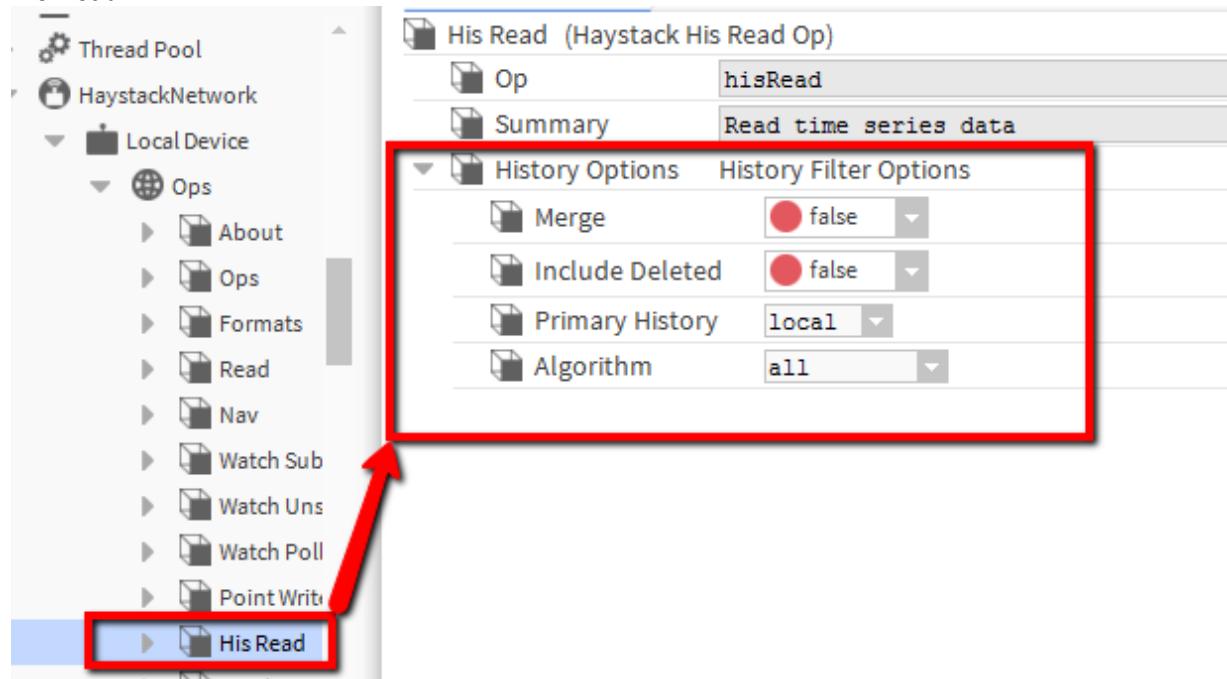 Thread Pool
HaystackNetwork
Local Device
Ops
About
Ops
Formats
Read
Nav
Watch Sub
Watch Uns
Watch Poll
Point Write
His Read
His Read (Haystack His Read Op)
Op hisRead
Summary Read time series data
History Options History Filter Options
Merge false
Include Deleted false
Primary History local
Algorithm all